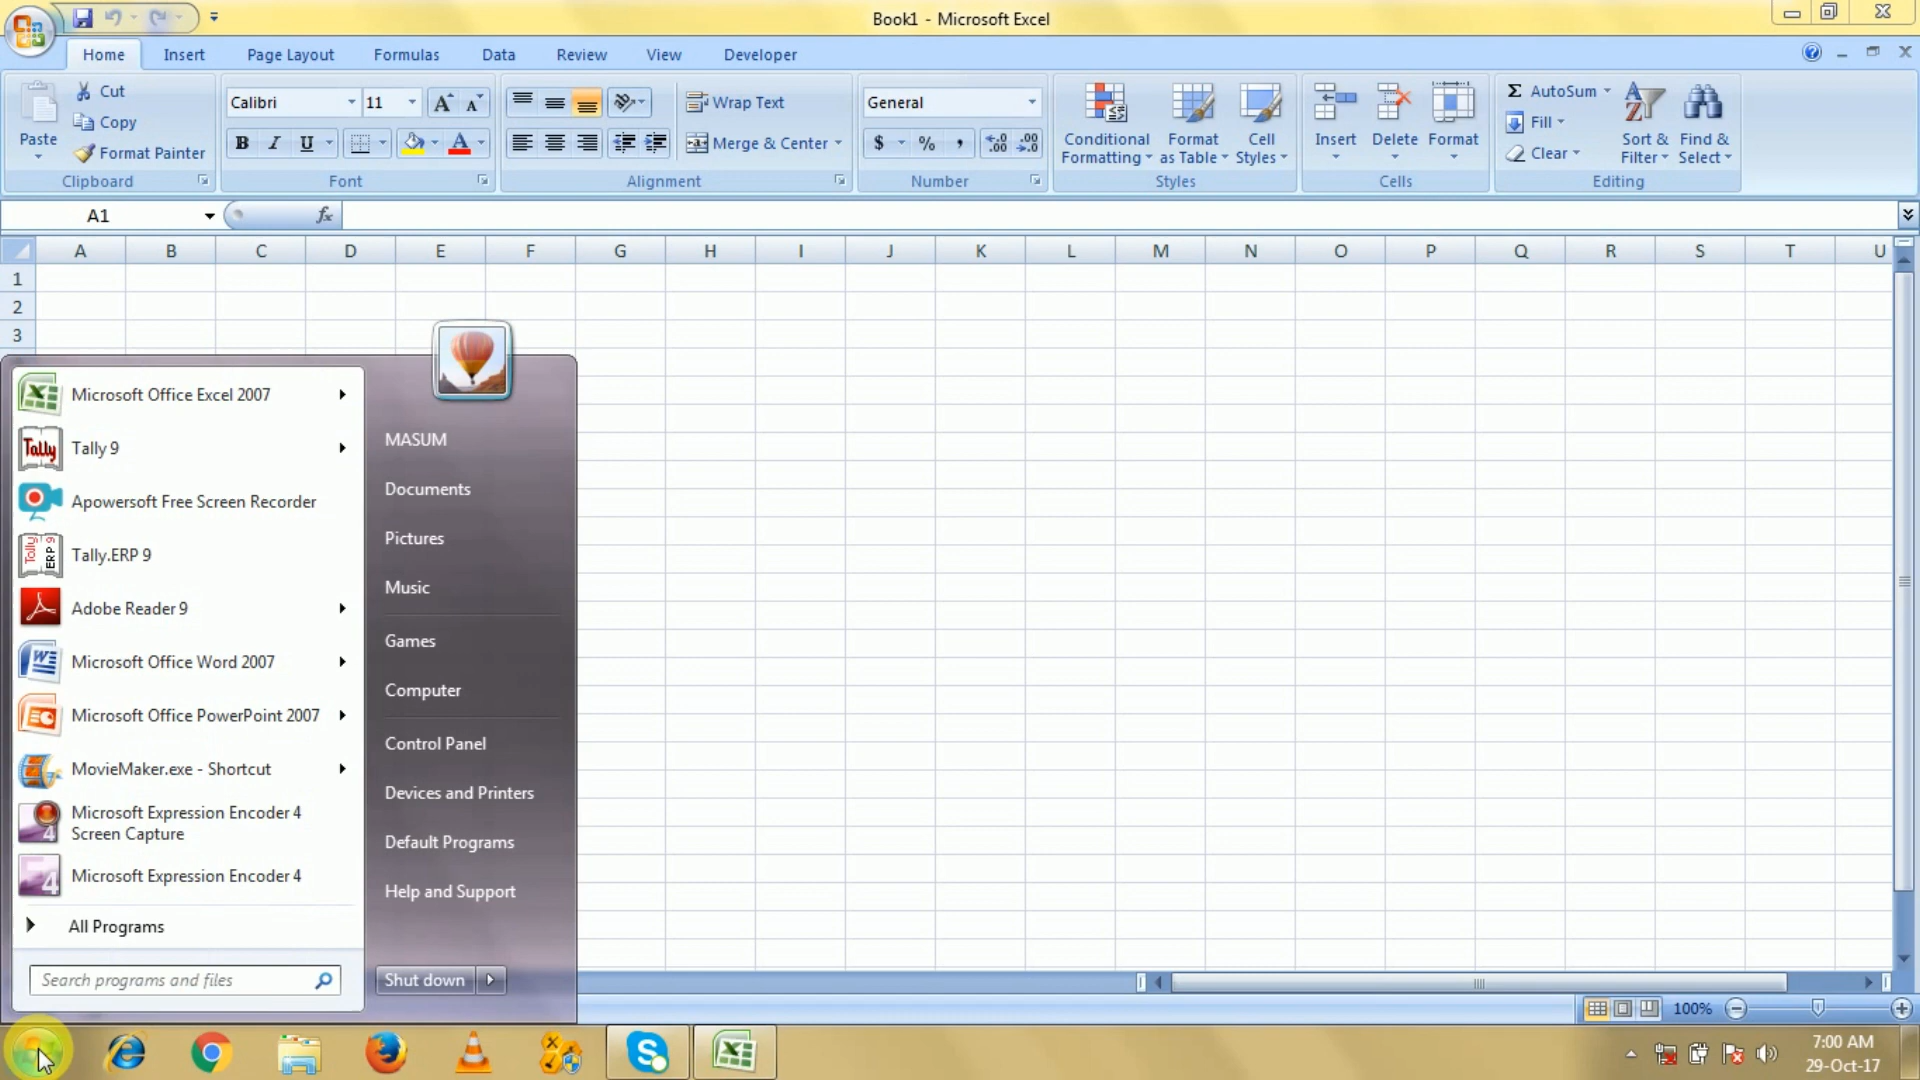 Book1 - Microsoft Excel
Home Insert Page Layout Formulas Data Review View Developer
Paste
Cut
Copy
Format Painter
Clipboard
Calibri 11
B I U
Font
Wrap Text
Merge & Center
Alignment
General
$ % ,
Number
Conditional Formatting
Format as Table
Cell Styles
Styles
Insert Delete Format
Cells
AutoSum
Fill
Clear
Sort & Filter
Find & Select
Editing
A1 fx
A B C D E F G H I J K L M N O P Q R S T U
1
2
3
Microsoft Office Excel 2007
Tally 9
Apowersoft Free Screen Recorder
Tally.ERP 9
Adobe Reader 9
Microsoft Office Word 2007
Microsoft Office PowerPoint 2007
MovieMaker.exe - Shortcut
Microsoft Expression Encoder 4
Screen Capture
Microsoft Expression Encoder 4
All Programs
Search programs and files
MASUM
Documents
Pictures
Music
Games
Computer
Control Panel
Devices and Printers
Default Programs
Help and Support
Shut down
100%
7:00 AM
29-Oct-17